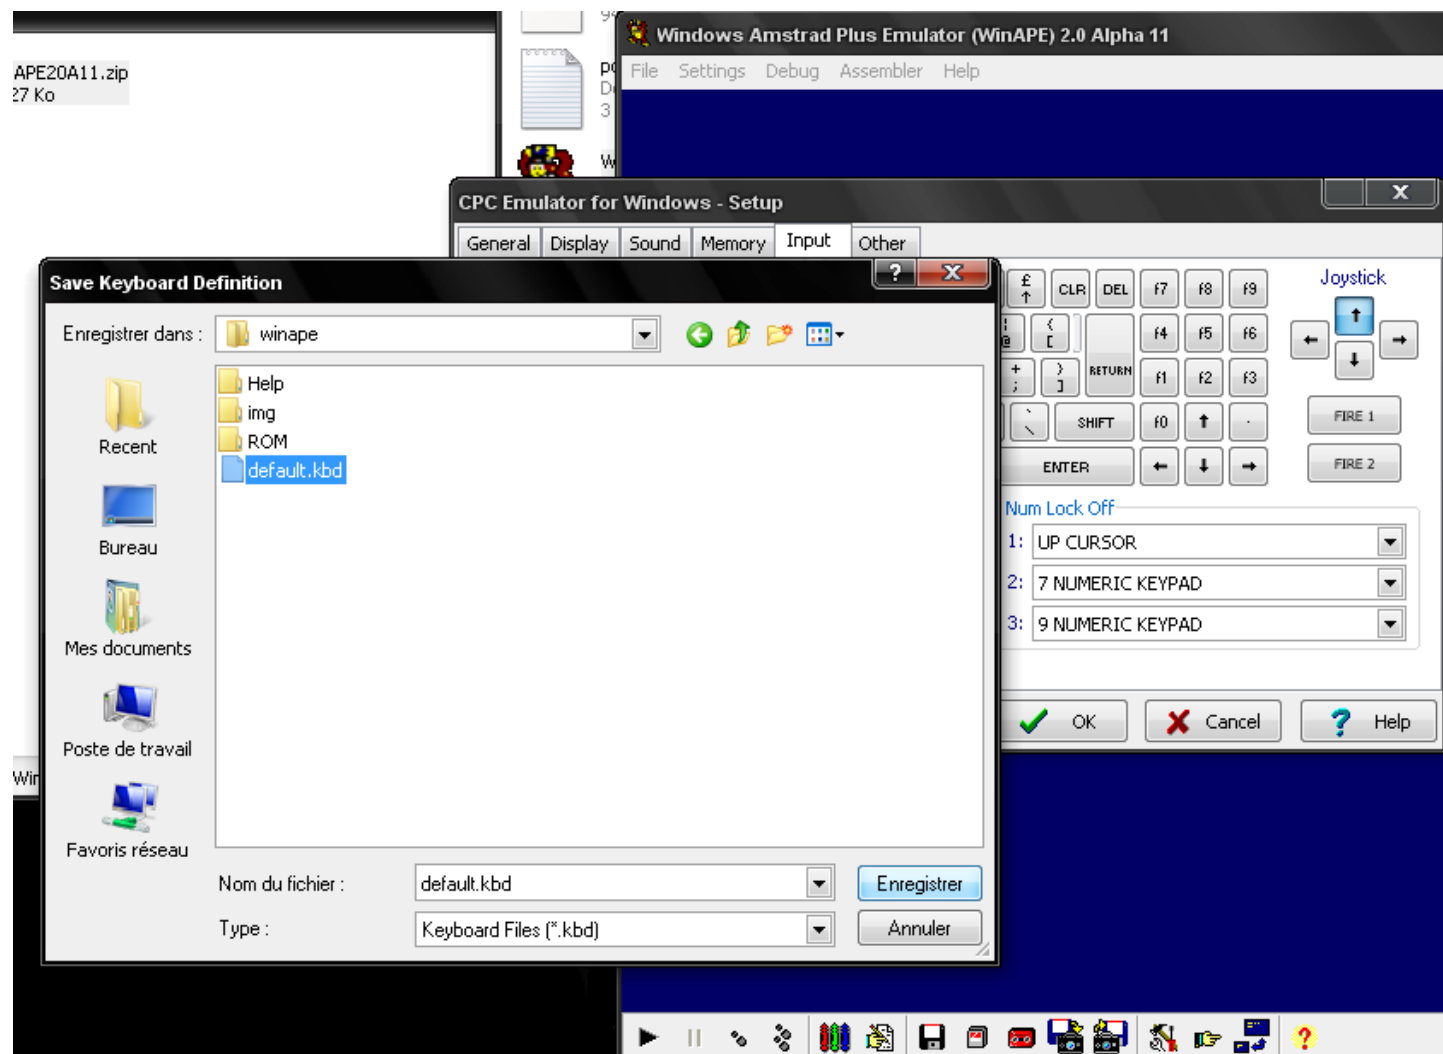 APE20A11.zip
27 Ko
Windows Amstrad Plus Emulator (WinAPE) 2.0 Alpha 11
File Settings Debug Assembler Help
CPC Emulator for Windows - Setup
General Display Sound Memory Input Other
Save Keyboard Definition
Enregistrer dans : winape
Help
img
ROM
default.kbd
Recent
Bureau
Mes documents
Poste de travail
Favoris réseau
Nom du fichier : default.kbd Enregistrer
Type : Keyboard Files (*.kbd) Annuler
£ ↑ CLR DEL f7 f8 f9
{ [ f4 f5 f6
+ ; } ] RETURN f1 f2 f3
` \ SHIFT f0 ↑ .
ENTER ← ↓ →
Joystick
↑
← →
↓
FIRE 1
FIRE 2
Num Lock Off
1: UP CURSOR
2: 7 NUMERIC KEYPAD
3: 9 NUMERIC KEYPAD
OK Cancel Help
Win